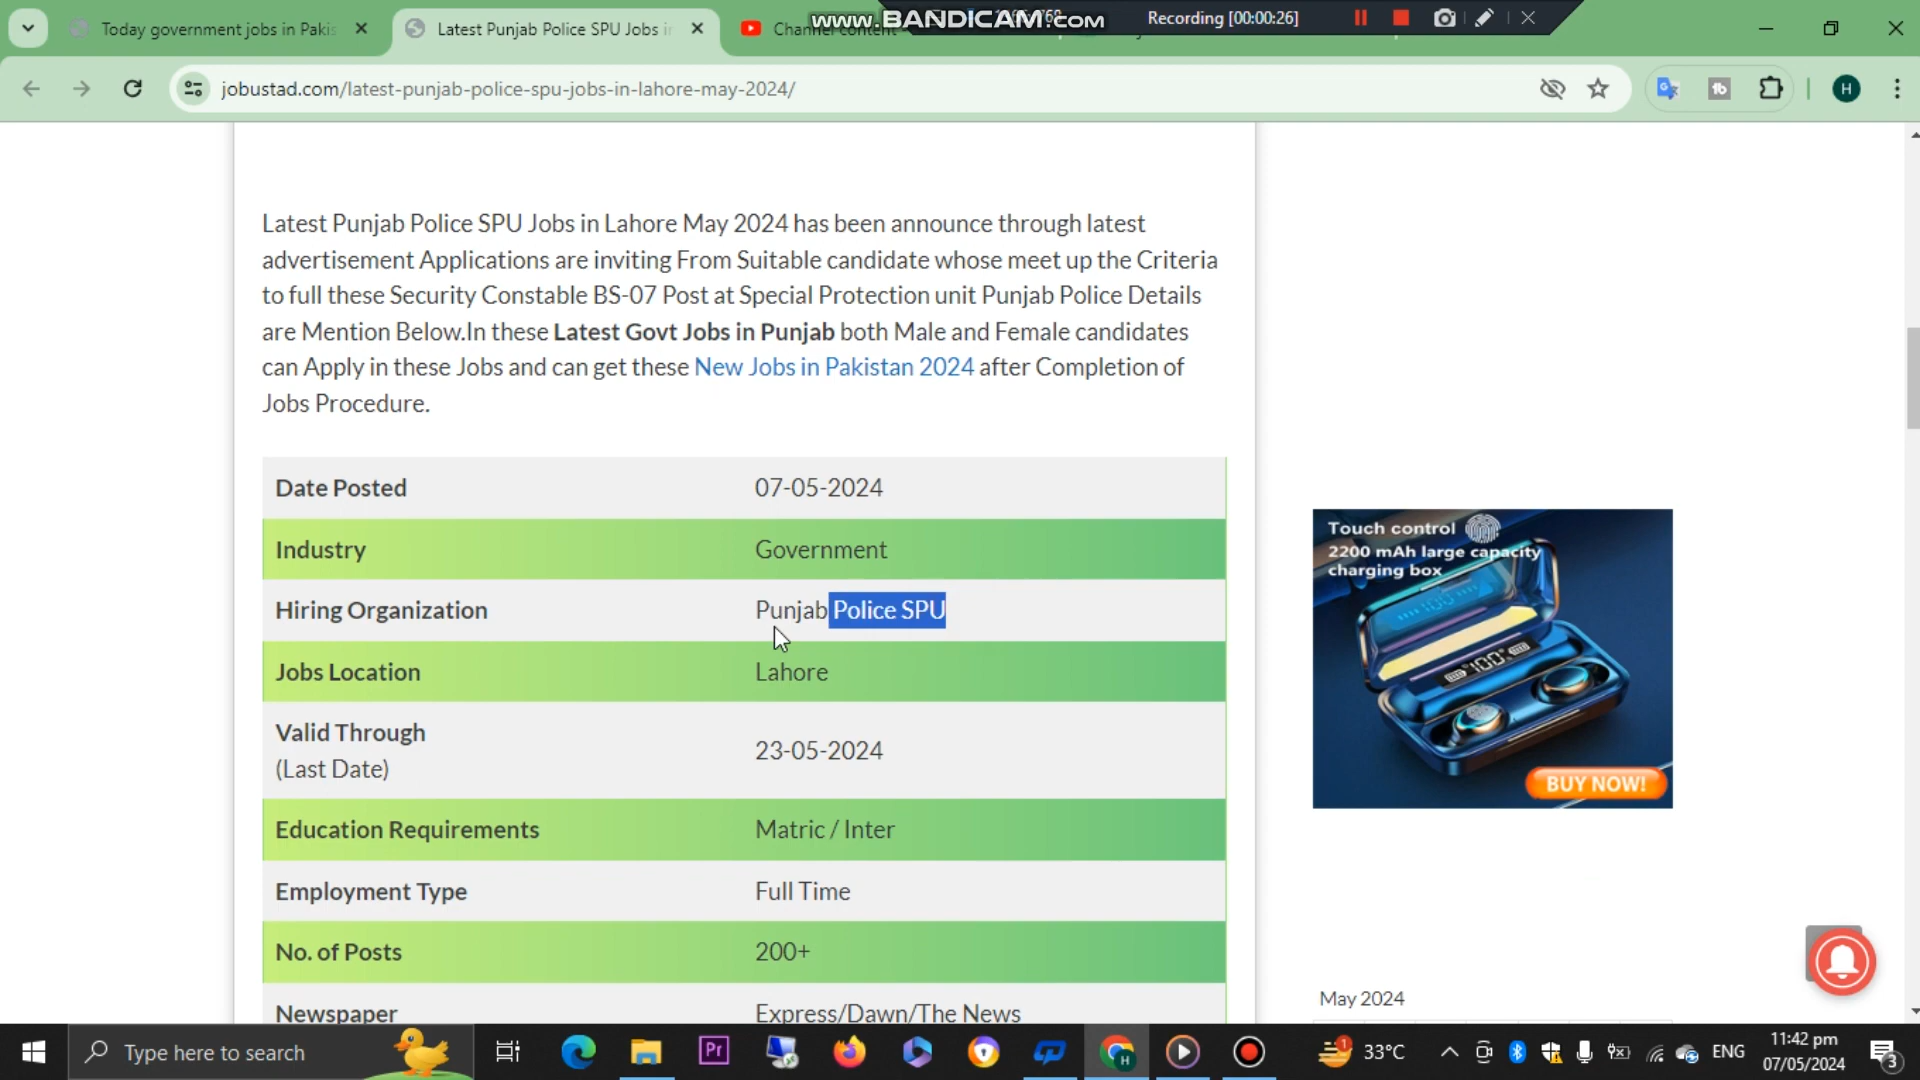 www.BANDICAM.com
Recording [00:00:26]
Today government jobs in Pakis
Latest Punjab Police SPU Jobs in
Channel content
jobustad.com/latest-punjab-police-spu-jobs-in-lahore-may-2024/
H
Latest Punjab Police SPU Jobs in Lahore May 2024 has been announce through latest
advertisement Applications are inviting From Suitable candidate whose meet up the Criteria
to full these Security Constable BS-07 Post at Special Protection unit Punjab Police Details
are Mention Below.In these Latest Govt Jobs in Punjab both Male and Female candidates
can Apply in these Jobs and can get these New Jobs in Pakistan 2024 after Completion of
Jobs Procedure.
Date Posted 07-05-2024
Industry Government
Hiring Organization Punjab Police SPU
Jobs Location Lahore
Valid Through
(Last Date) 23-05-2024
Education Requirements Matric / Inter
Employment Type Full Time
No. of Posts 200+
Newspaper Express/Dawn/The News
Touch control
2200 mAh large capacity
charging box
100
BUY NOW!
May 2024
Type here to search
Pr
H
1
33°C
ENG
11:42 pm
07/05/2024
3